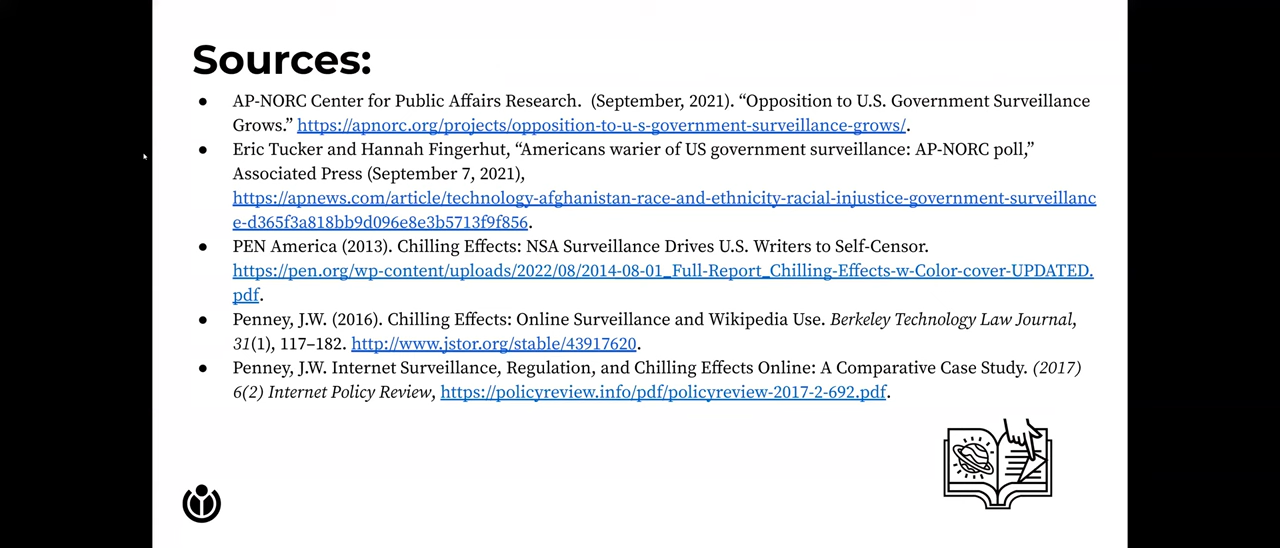 Sources:
● AP-NORC Center for Public Affairs Research.  (September, 2021). “Opposition to U.S. Government Surveillance
Grows.” https://apnorc.org/projects/opposition-to-u-s-government-surveillance-grows/.
● Eric Tucker and Hannah Fingerhut, “Americans warier of US government surveillance: AP-NORC poll,”
Associated Press (September 7, 2021),
https://apnews.com/article/technology-afghanistan-race-and-ethnicity-racial-injustice-government-surveillanc
e-d365f3a818bb9d096e8e3b5713f9f856.
● PEN America (2013). Chilling Effects: NSA Surveillance Drives U.S. Writers to Self-Censor.
https://pen.org/wp-content/uploads/2022/08/2014-08-01_Full-Report_Chilling-Effects-w-Color-cover-UPDATED.
pdf.
● Penney, J.W. (2016). Chilling Effects: Online Surveillance and Wikipedia Use. Berkeley Technology Law Journal,
31(1), 117–182. http://www.jstor.org/stable/43917620.
● Penney, J.W. Internet Surveillance, Regulation, and Chilling Effects Online: A Comparative Case Study. (2017)
6(2) Internet Policy Review, https://policyreview.info/pdf/policyreview-2017-2-692.pdf.